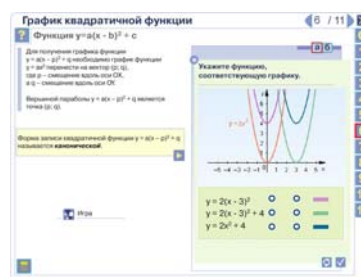 График квадратичной функции
6 / 11
Функция y=a(x - b)² + c
а б
Для получения графика функции
y = a(x – p)² + q необходимо график функции
y = ax² перенести на вектор (p; q),
где p – смещение вдоль оси OX,
а q – смещение вдоль оси OY.
Вершиной параболы y = a(x – p)² + q является
точка (p; q).
Форма записи квадратичной функции y = a(x – p)² + q
называется канонической.
Игра
Укажите функцию,
соответствующую графику.
y = 2(x - 3)²
y = 2(x - 3)² + 4
y = 2x² + 4